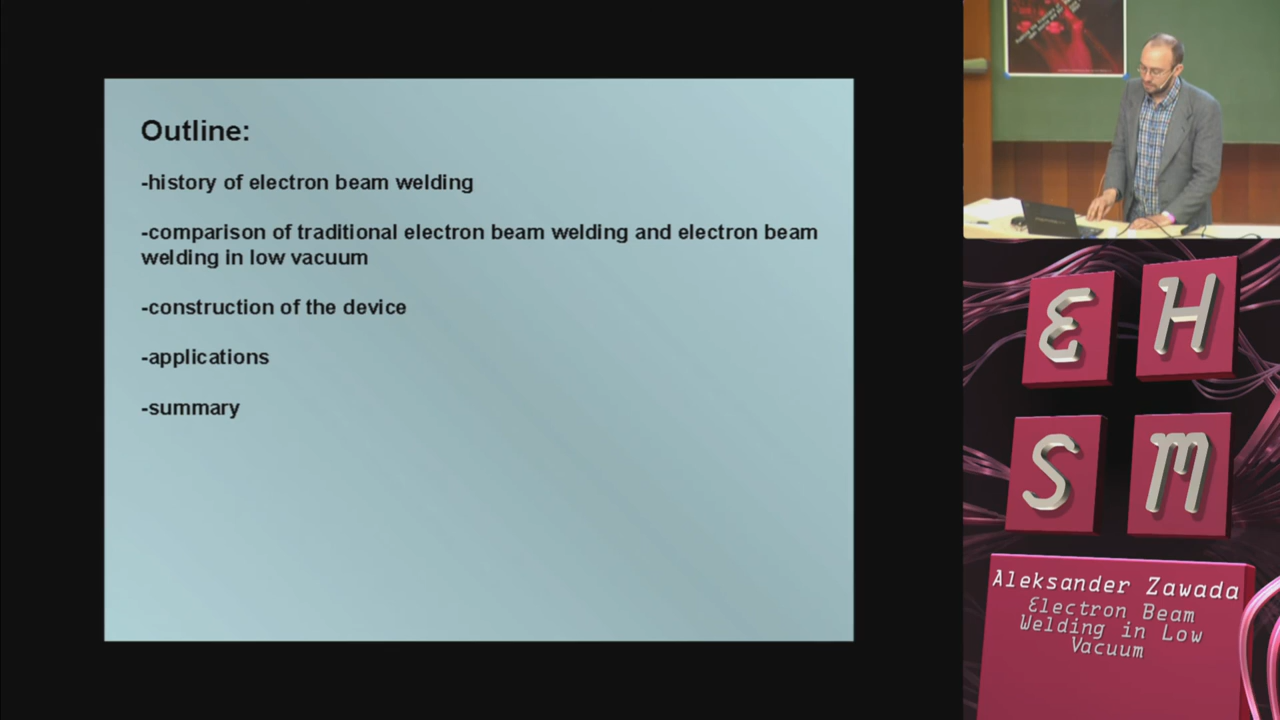 Outline:
-history of electron beam welding
-comparison of traditional electron beam welding and electron beam
welding in low vacuum
-construction of the device
-applications
-summary
E H
S M
Aleksander Zawada
Electron Beam
Welding in Low
Vacuum